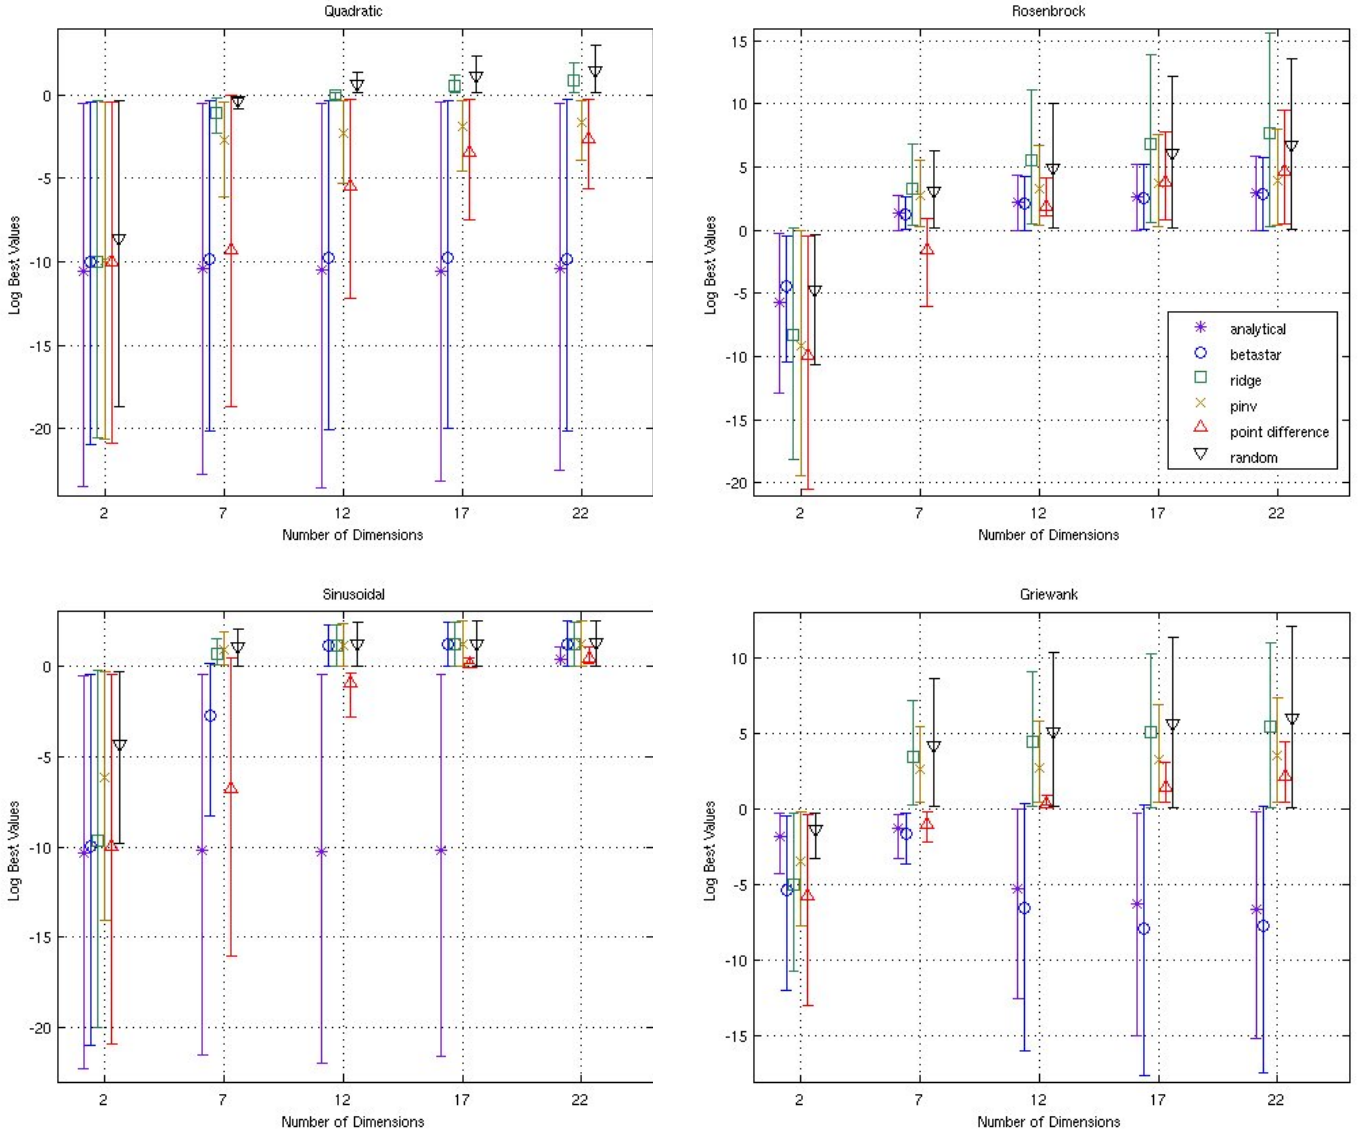 Quadratic
0
-5
-10
-15
-20
Log Best Values
2 7 12 17 22
Number of Dimensions
Rosenbrock
15
10
5
0
-5
-10
-15
-20
Log Best Values
analytical
betastar
ridge
pinv
point difference
random
2 7 12 17 22
Number of Dimensions
Sinusoidal
0
-5
-10
-15
-20
Log Best Values
2 7 12 17 22
Number of Dimensions
Griewank
10
5
0
-5
-10
-15
Log Best Values
2 7 12 17 22
Number of Dimensions